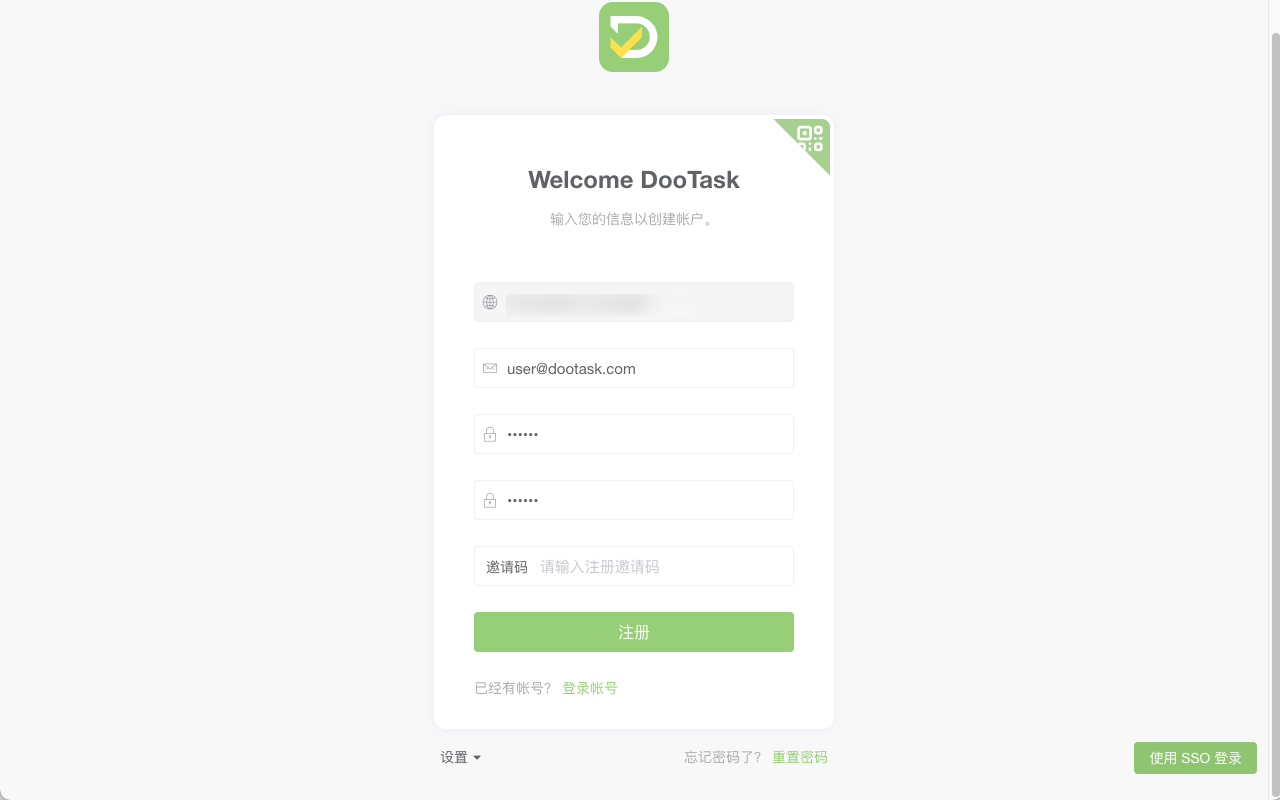 Welcome DooTask
输入您的信息以创建帐户。
user@dootask.com
••••••
••••••
邀请码 请输入注册邀请码
注册
已经有帐号? 登录帐号
设置
忘记密码了? 重置密码
使用 SSO 登录